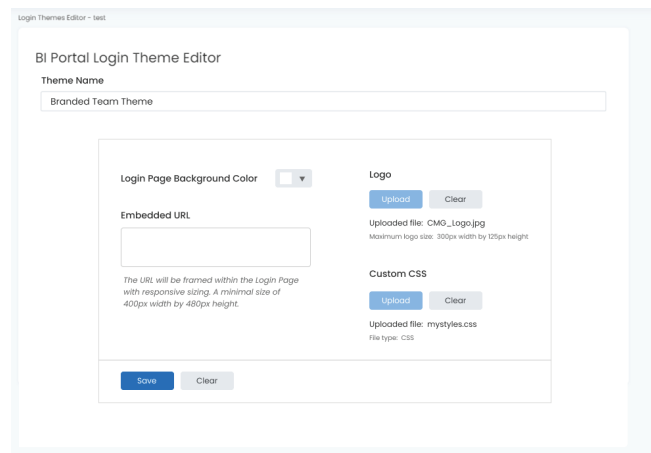 Login Themes Editor - test
BI Portal Login Theme Editor
Theme Name
Branded Team Theme
Login Page Background Color
Embedded URL
The URL will be framed within the Login Page
with responsive sizing. A minimal size of
400px width by 480px height.
Logo
Upload Clear
Uploaded file: CMG_Logo.jpg
Maximum logo size: 300px width by 125px height
Custom CSS
Upload Clear
Uploaded file: mystyles.css
File type: CSS
Save Clear